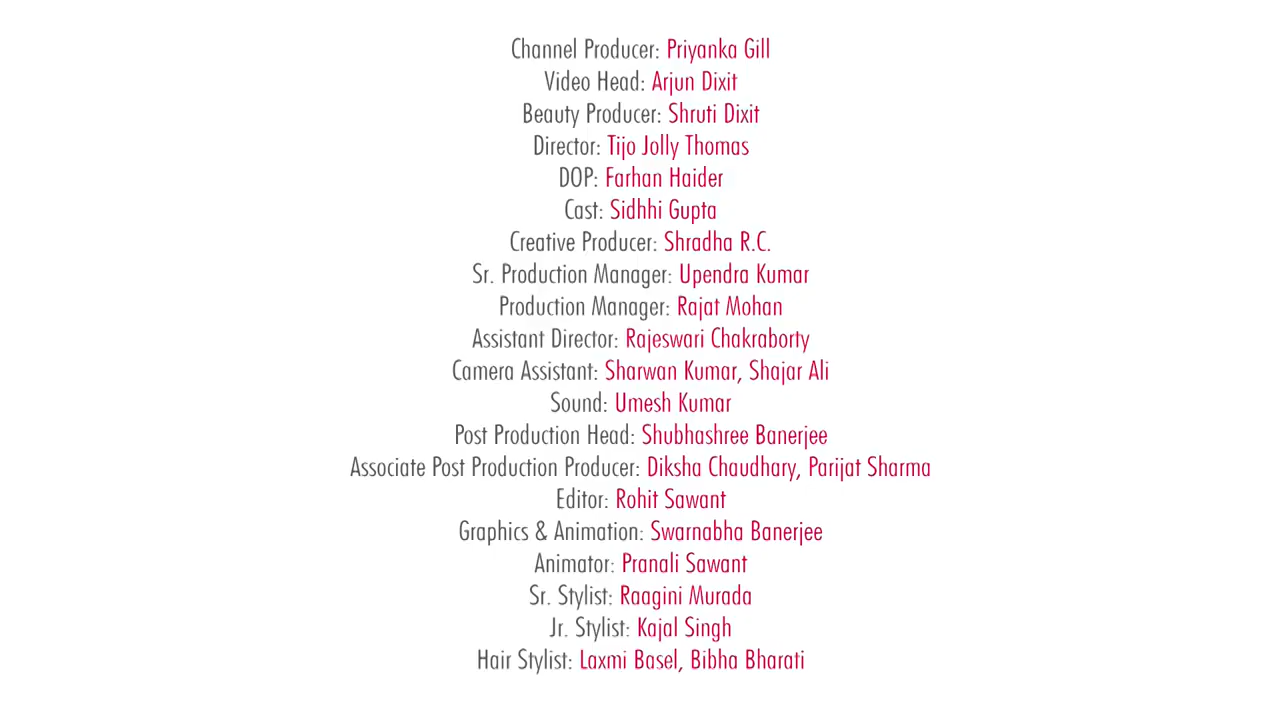 Channel Producer: Priyanka Gill
Video Head: Arjun Dixit
Beauty Producer: Shruti Dixit
Director: Tijo Jolly Thomas
DOP: Farhan Haider
Cast: Sidhhi Gupta
Creative Producer: Shradha R.C.
Sr. Production Manager: Upendra Kumar
Production Manager: Rajat Mohan
Assistant Director: Rajeswari Chakraborty
Camera Assistant: Sharwan Kumar, Shajar Ali
Sound: Umesh Kumar
Post Production Head: Shubhashree Banerjee
Associate Post Production Producer: Diksha Chaudhary, Parijat Sharma
Editor: Rohit Sawant
Graphics & Animation: Swarnabha Banerjee
Animator: Pranali Sawant
Sr. Stylist: Raagini Murada
Jr. Stylist: Kajal Singh
Hair Stylist: Laxmi Basel, Bibha Bharati